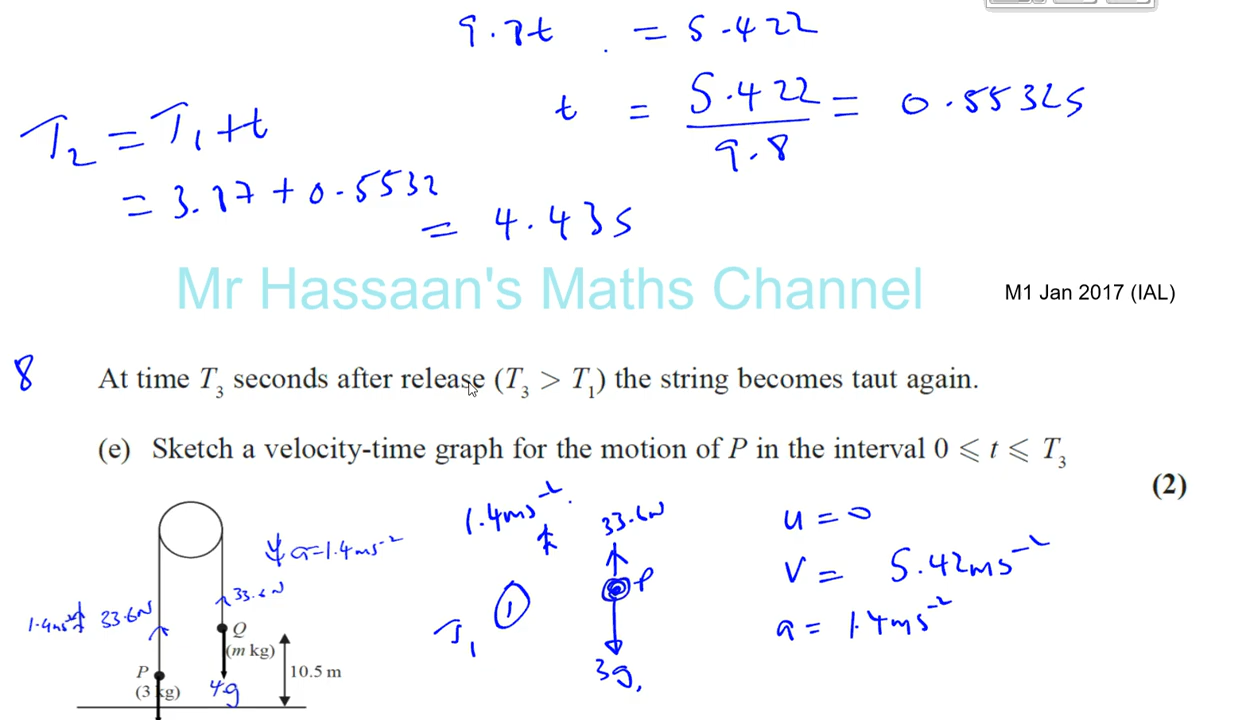 9.8t = 5.422
t = 5.422/9.8 = 0.5532s
T₂ = T₁ + t
= 3.87 + 0.5532
= 4.43s
Mr Hassaan's Maths Channel
M1 Jan 2017 (IAL)
8
At time T₃ seconds after release (T₃ > T₁) the string becomes taut again.
(e) Sketch a velocity-time graph for the motion of P in the interval 0 ⩽ t ⩽ T₃
(2)
1.4ms⁻²
33.6N
u = 0
a=1.4ms⁻²
P
v = 5.42ms⁻²
33.6N
1.4ms⁻² 33.6N
T₁ 1
a = 1.4ms⁻²
Q
(m kg)
10.5 m
P
(3 kg)
4g
3g